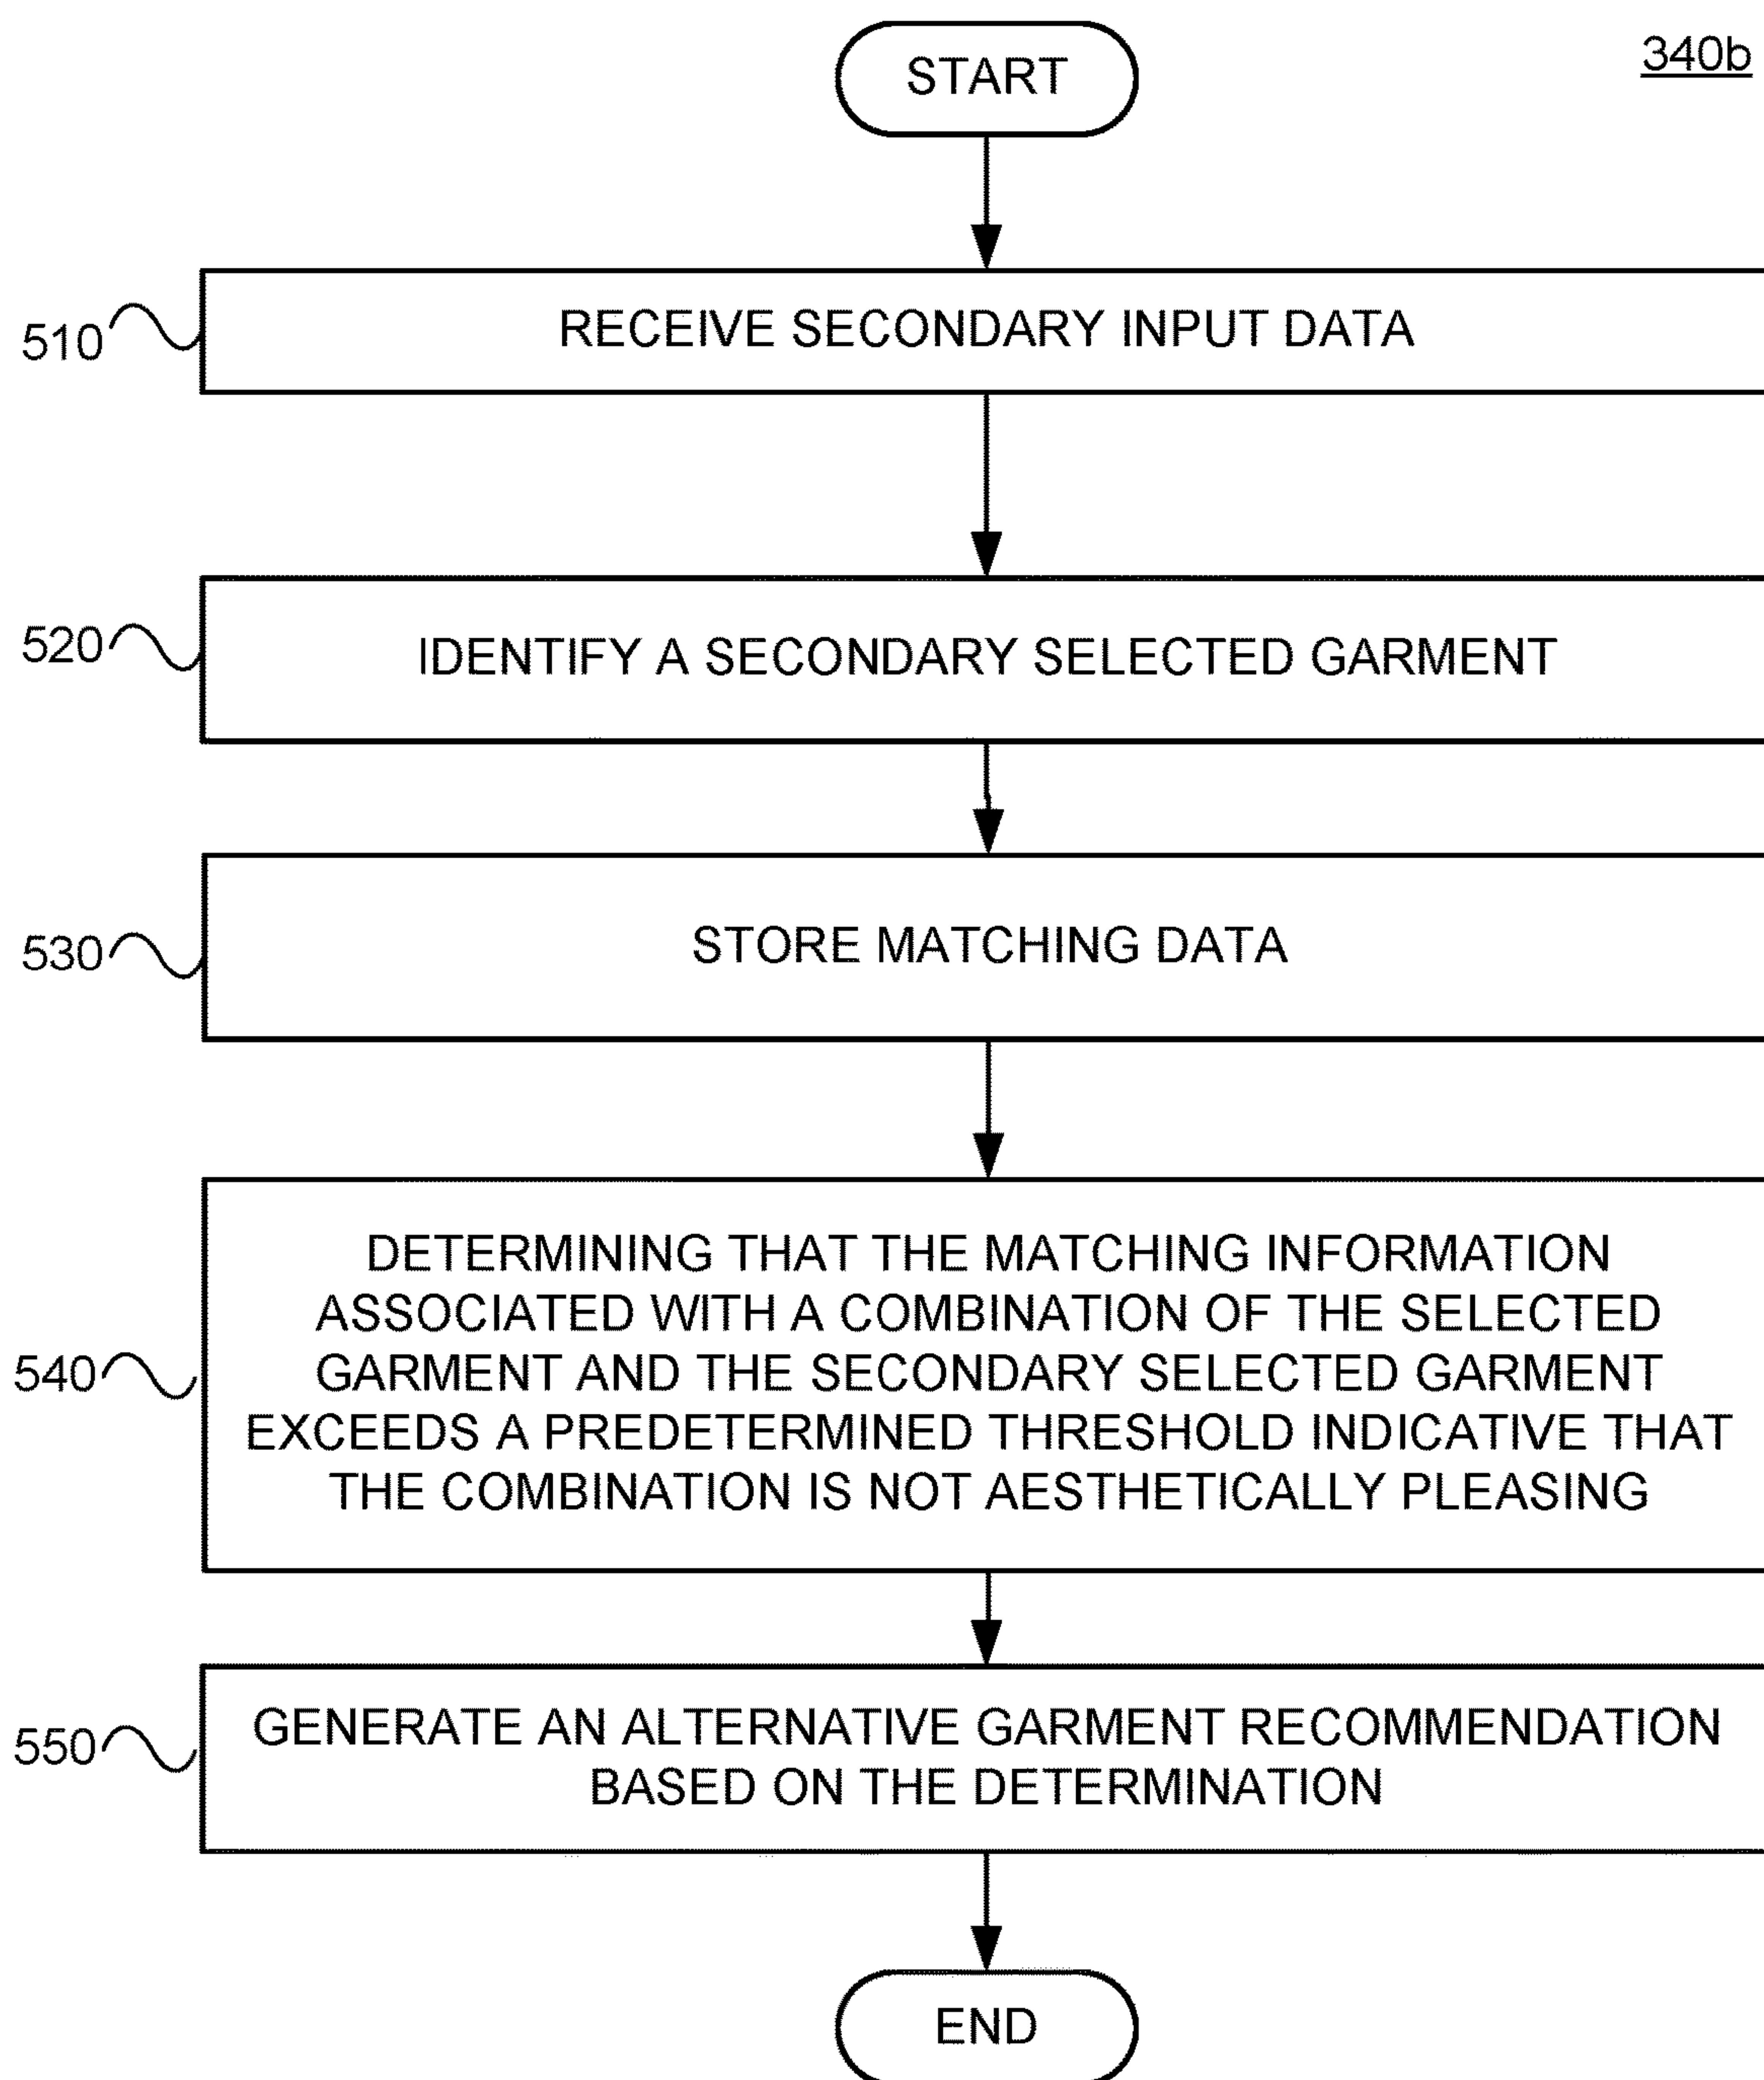 340b
START
510
RECEIVE SECONDARY INPUT DATA
520
IDENTIFY A SECONDARY SELECTED GARMENT
530
STORE MATCHING DATA
540
DETERMINING THAT THE MATCHING INFORMATION
ASSOCIATED WITH A COMBINATION OF THE SELECTED
GARMENT AND THE SECONDARY SELECTED GARMENT
EXCEEDS A PREDETERMINED THRESHOLD INDICATIVE THAT
THE COMBINATION IS NOT AESTHETICALLY PLEASING
550
GENERATE AN ALTERNATIVE GARMENT RECOMMENDATION
BASED ON THE DETERMINATION
END